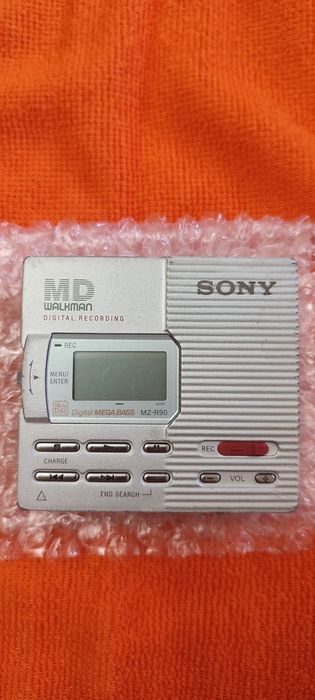 MD
WALKMAN
DIGITAL RECORDING
SONY
REC
MENU/
ENTER
Digital MEGA BASS MZ-R90
REC
CHARGE
VOL
END SEARCH